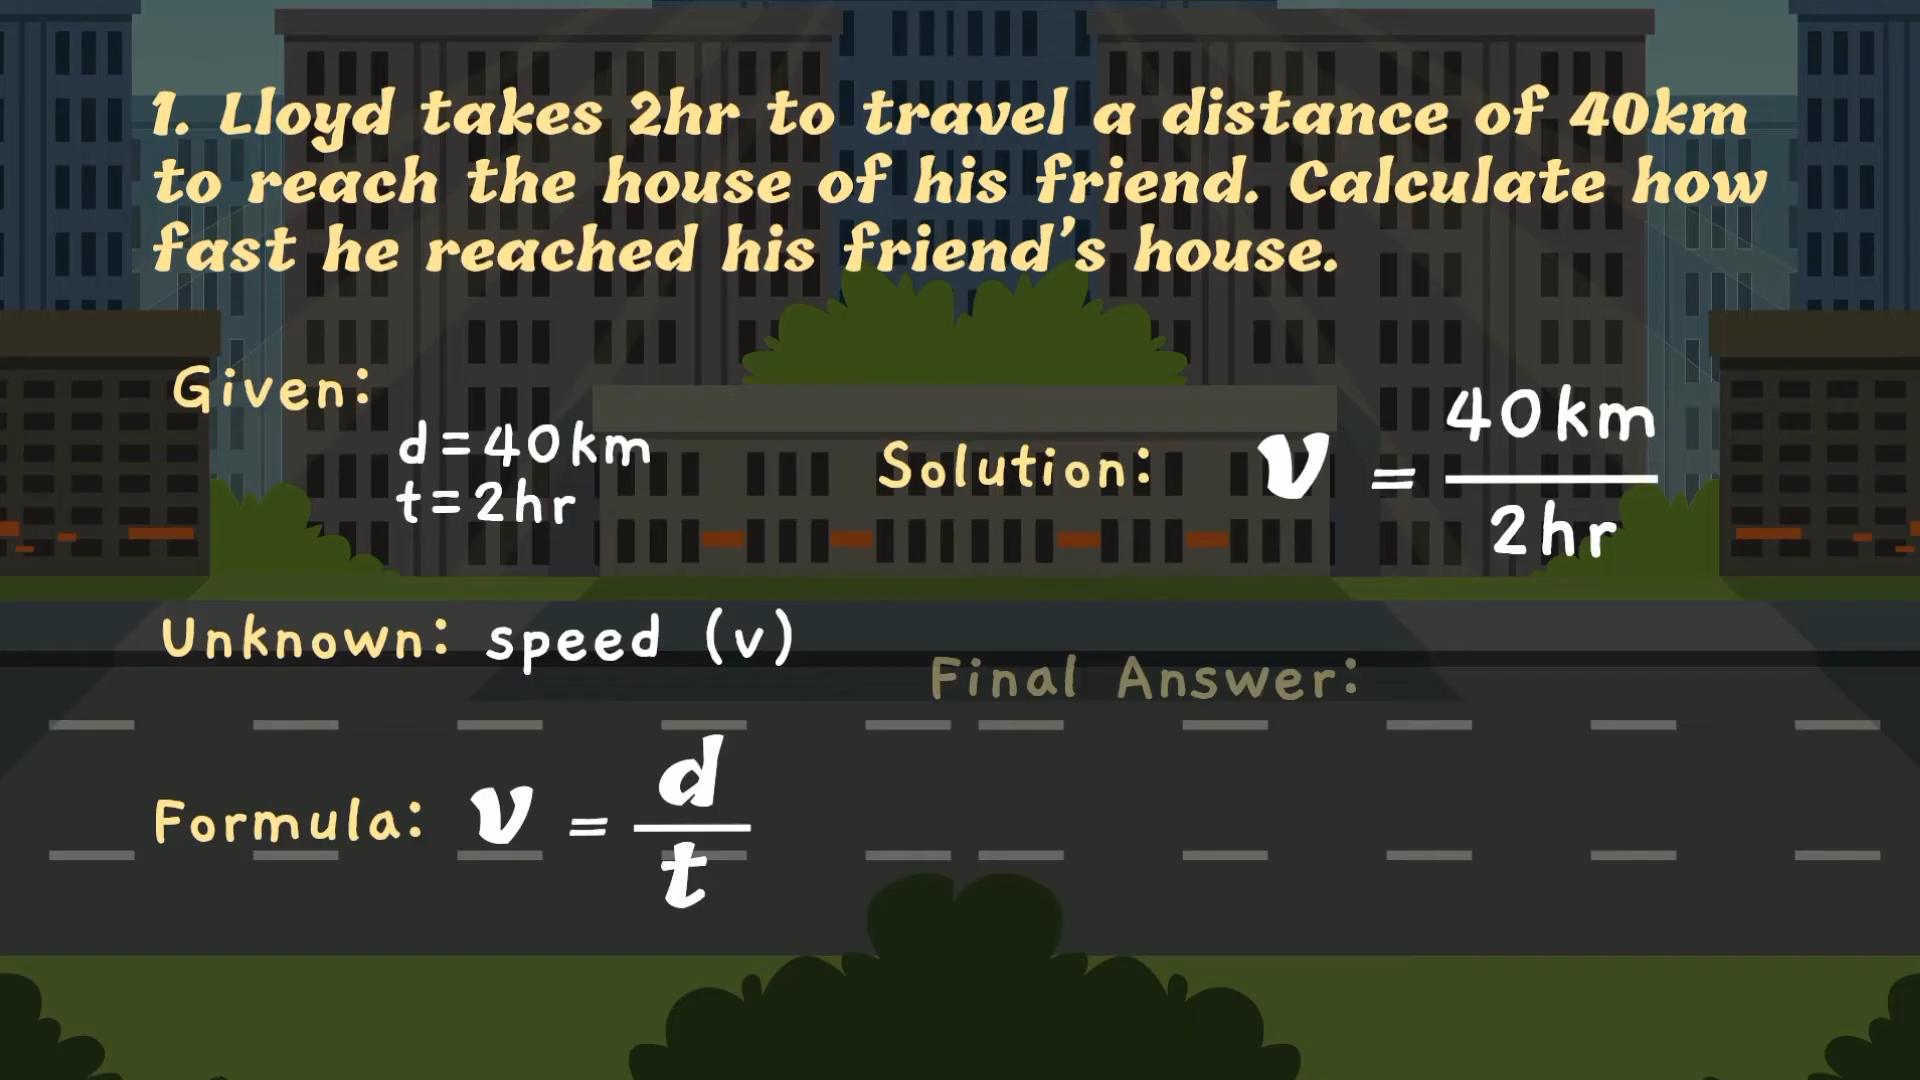 1. Lloyd takes 2hr to travel a distance of 40km
to reach the house of his friend. Calculate how
fast he reached his friend's house.
Given:
d = 40km
t = 2hr
Unknown: speed (v)
Formula: v = d
t
Solution: v = 40km
2hr
Final Answer: